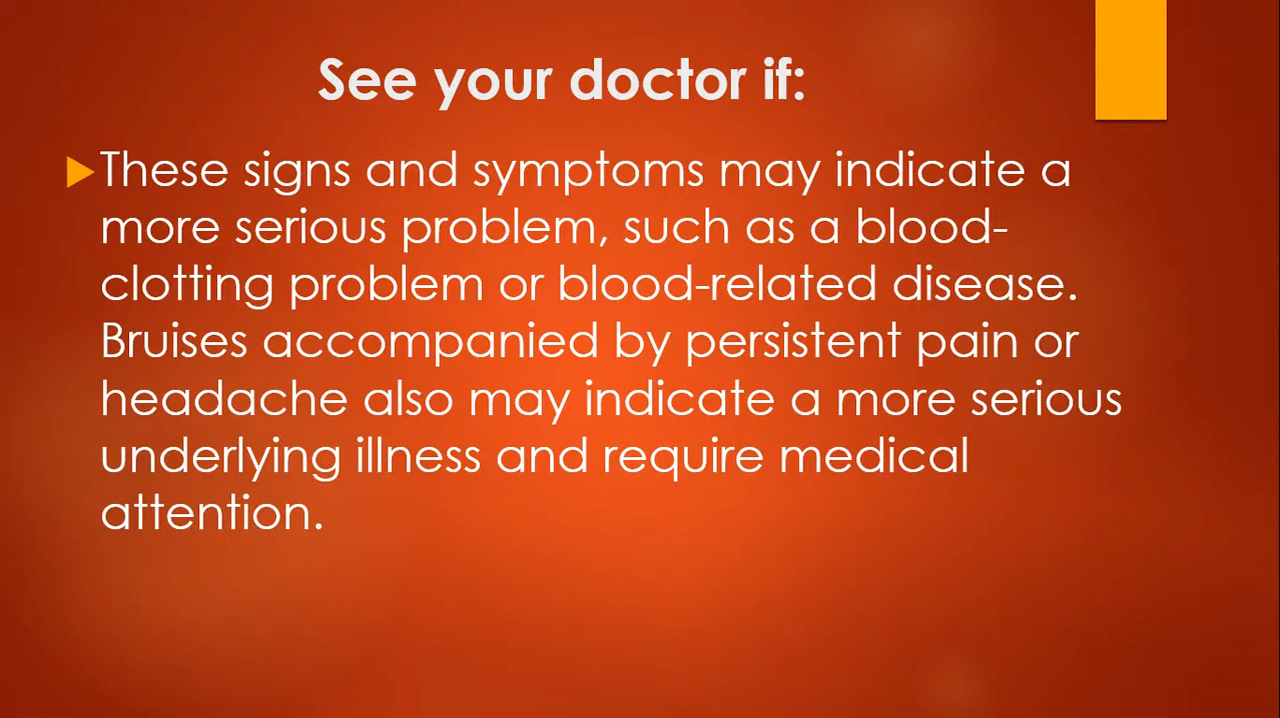 See your doctor if:
These signs and symptoms may indicate a
more serious problem, such as a blood-
clotting problem or blood-related disease.
Bruises accompanied by persistent pain or
headache also may indicate a more serious
underlying illness and require medical
attention.